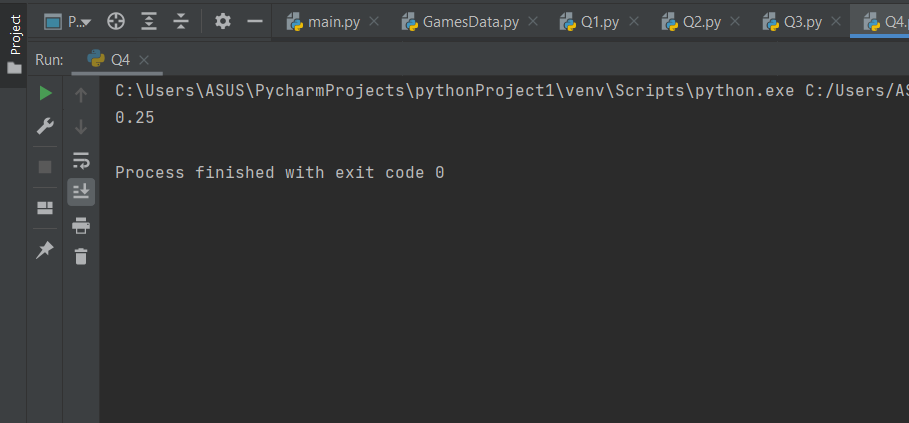 Project
P...
main.py
GamesData.py
Q1.py
Q2.py
Q3.py
Q4.
Run:
Q4
C:\Users\ASUS\PycharmProjects\pythonProject1\venv\Scripts\python.exe C:/Users/AS
0.25
Process finished with exit code 0